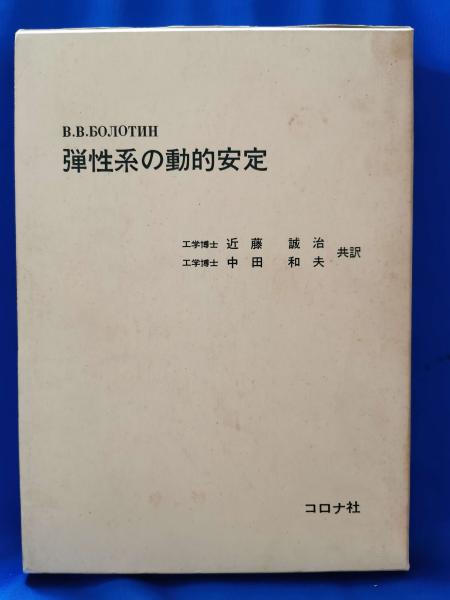 В.В.БОЛОТИН
弾性系の動的安定
工学博士 近藤 誠治
工学博士 中田 和夫
共訳
コロナ社